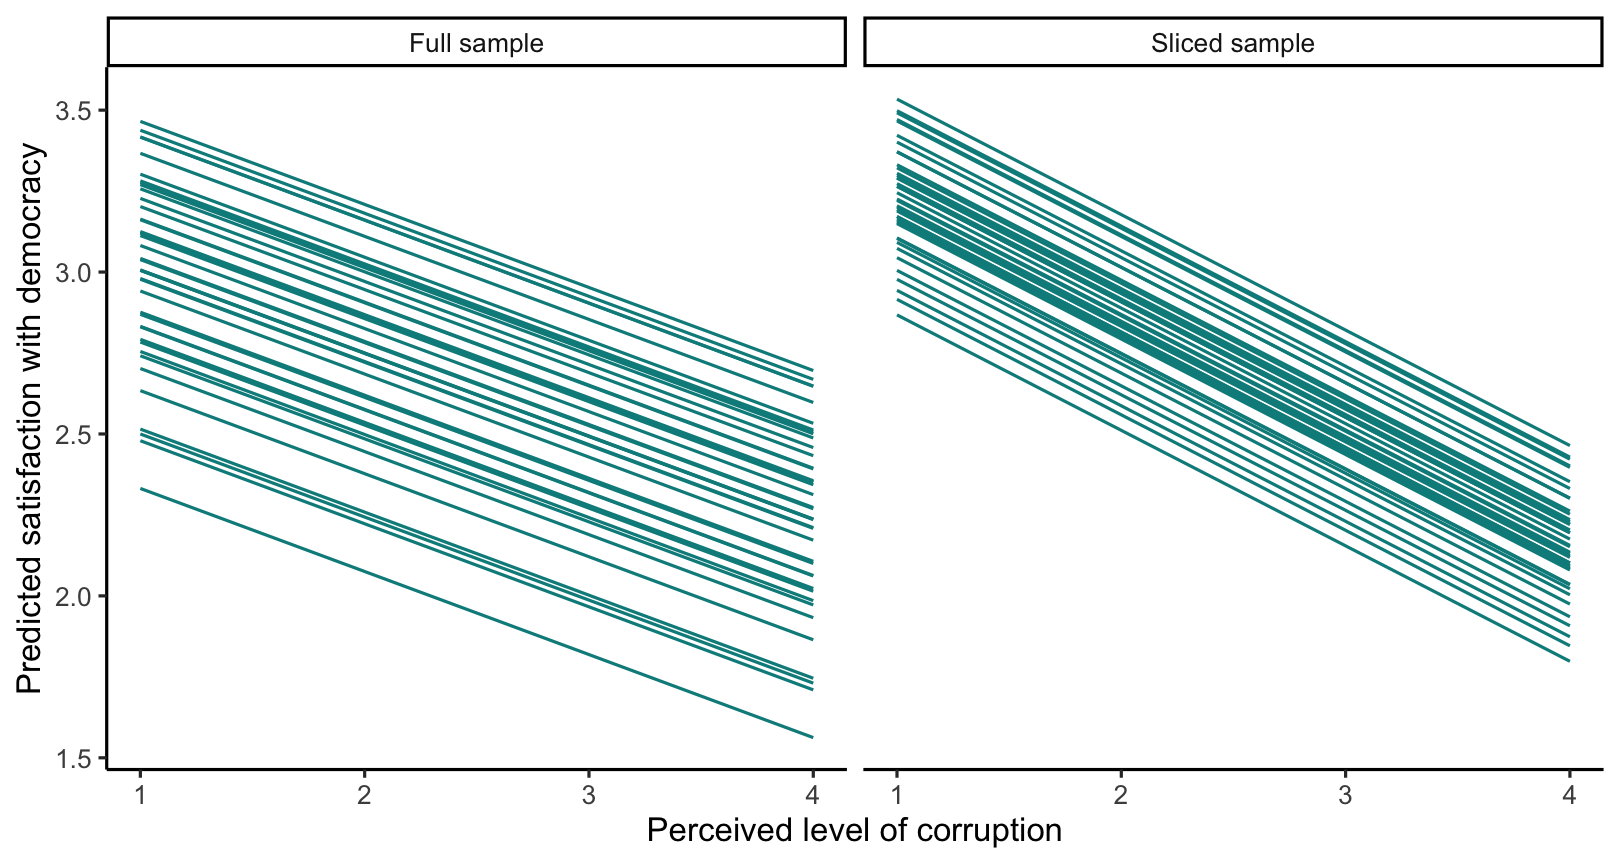 Full sample
Sliced sample
Predicted satisfaction with democracy
3.5
3.0
2.5
2.0
1.5
1 2 3 4
1 2 3 4
Perceived level of corruption